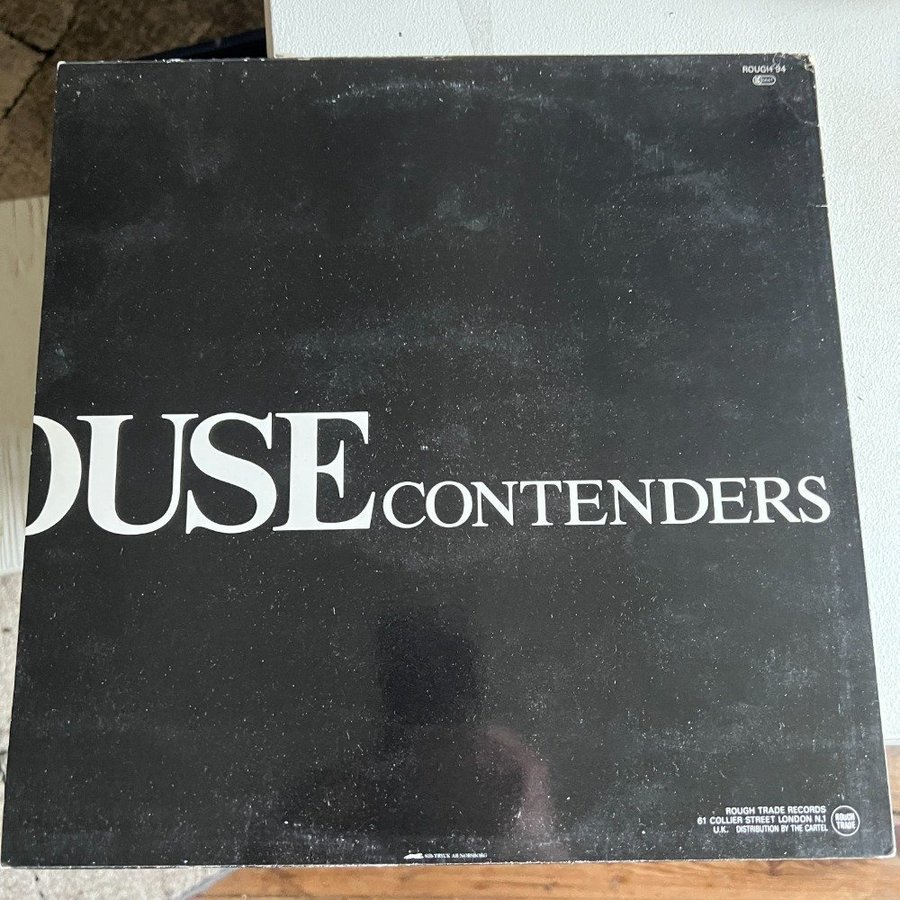 ROUGH 94
OUSE CONTENDERS
ROUGH TRADE RECORDS
61 COLLIER STREET LONDON N.1
U.K. DISTRIBUTION BY THE CARTEL
ROUGH
TRADE